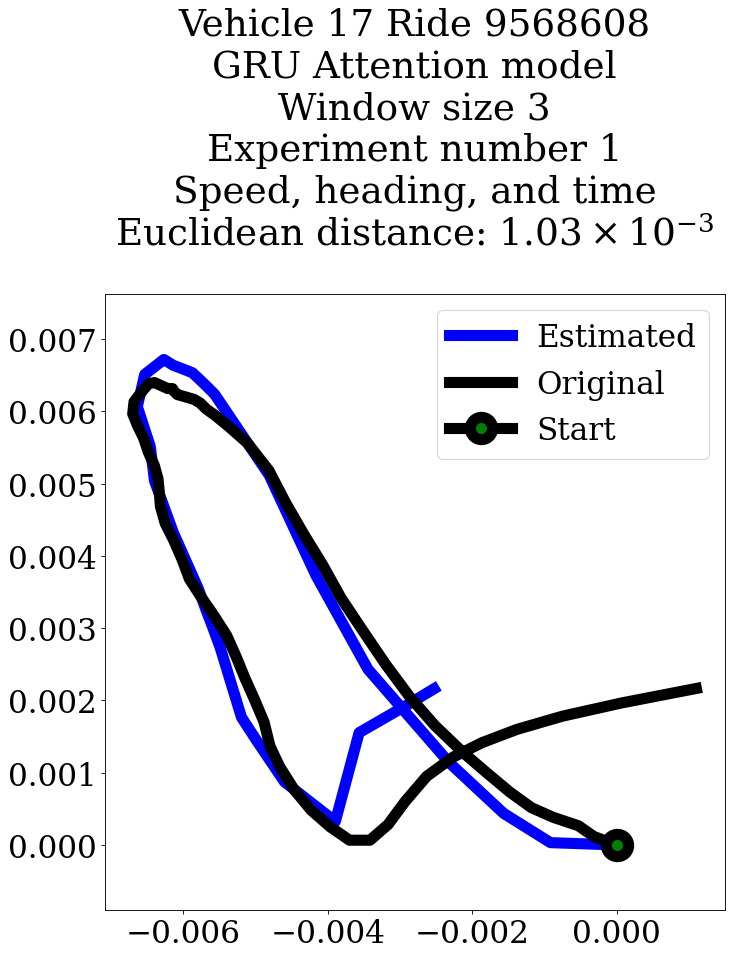 Vehicle 17 Ride 9568608
GRU Attention model
Window size 3
Experiment number 1
Speed, heading, and time
Euclidean distance: 1.03 × 10⁻³
Estimated
Original
Start
0.007
0.006
0.005
0.004
0.003
0.002
0.001
0.000
−0.006 −0.004 −0.002 0.000